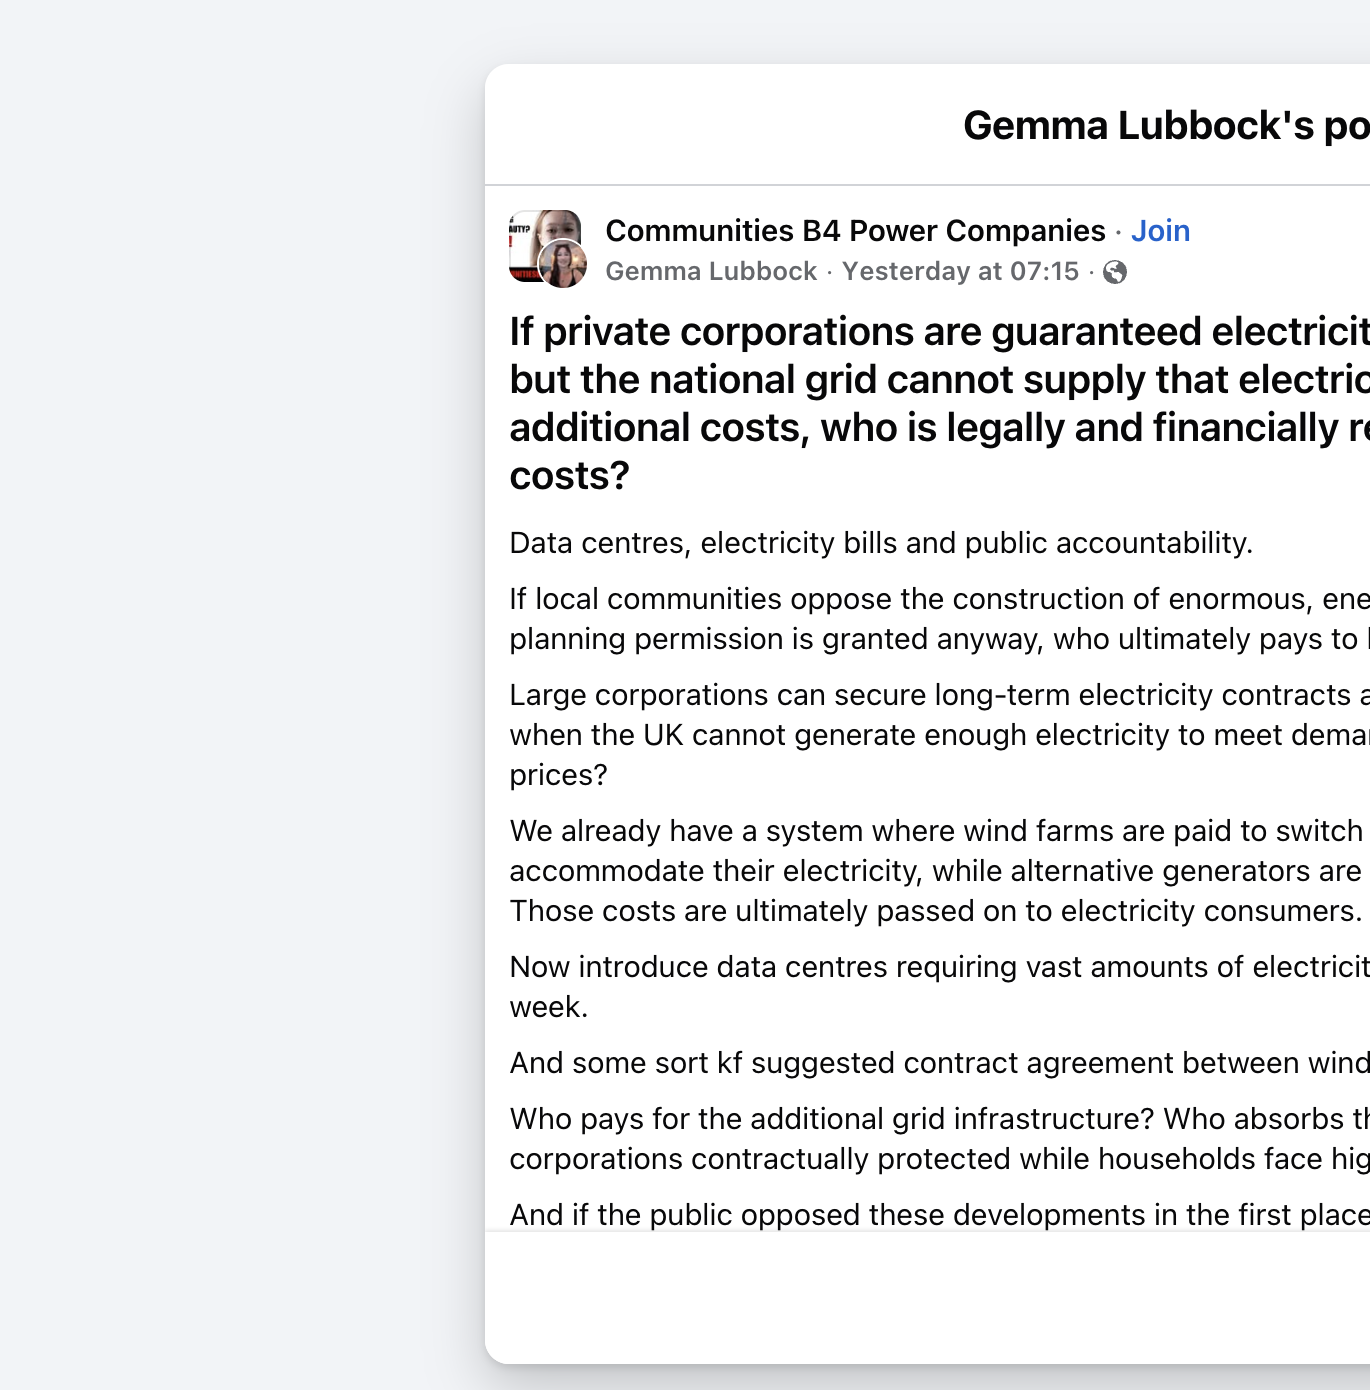 Gemma Lubbock's po
AUTY?
Communities B4 Power Companies · Join
Gemma Lubbock · Yesterday at 07:15 ·
If private corporations are guaranteed electricit
but the national grid cannot supply that electric
additional costs, who is legally and financially re
costs?
Data centres, electricity bills and public accountability.
If local communities oppose the construction of enormous, ene
planning permission is granted anyway, who ultimately pays to
Large corporations can secure long-term electricity contracts a
when the UK cannot generate enough electricity to meet deman
prices?
We already have a system where wind farms are paid to switch
accommodate their electricity, while alternative generators are
Those costs are ultimately passed on to electricity consumers.
Now introduce data centres requiring vast amounts of electricit
week.
And some sort kf suggested contract agreement between wind
Who pays for the additional grid infrastructure? Who absorbs th
corporations contractually protected while households face hig
And if the public opposed these developments in the first place